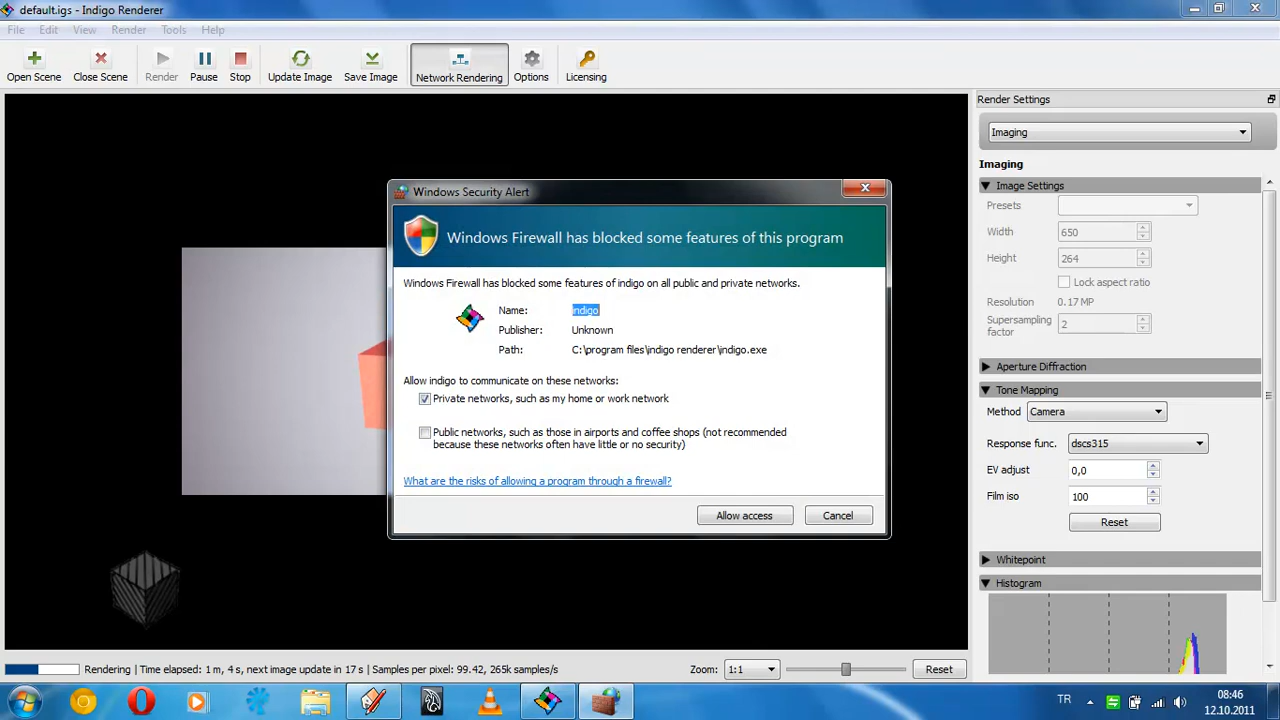 default.igs - Indigo Renderer
File Edit View Render Tools Help
Open Scene Close Scene Render Pause Stop Update Image Save Image Network Rendering Options Licensing
Windows Security Alert
Windows Firewall has blocked some features of this program
Windows Firewall has blocked some features of indigo on all public and private networks.
Name: indigo
Publisher: Unknown
Path: C:\program files\indigo renderer\indigo.exe
Allow indigo to communicate on these networks:
Private networks, such as my home or work network
Public networks, such as those in airports and coffee shops (not recommended
because these networks often have little or no security)
What are the risks of allowing a program through a firewall?
Allow access Cancel
Render Settings
Imaging
Imaging
Image Settings
Presets
Width 650
Height 264
Lock aspect ratio
Resolution 0.17 MP
Supersampling
factor 2
Aperture Diffraction
Tone Mapping
Method Camera
Response func. dscs315
EV adjust 0,0
Film iso 100
Reset
Whitepoint
Histogram
Rendering | Time elapsed: 1 m, 4 s, next image update in 17 s | Samples per pixel: 99.42, 265k samples/s
Zoom: 1:1 Reset
TR 08:46
12.10.2011